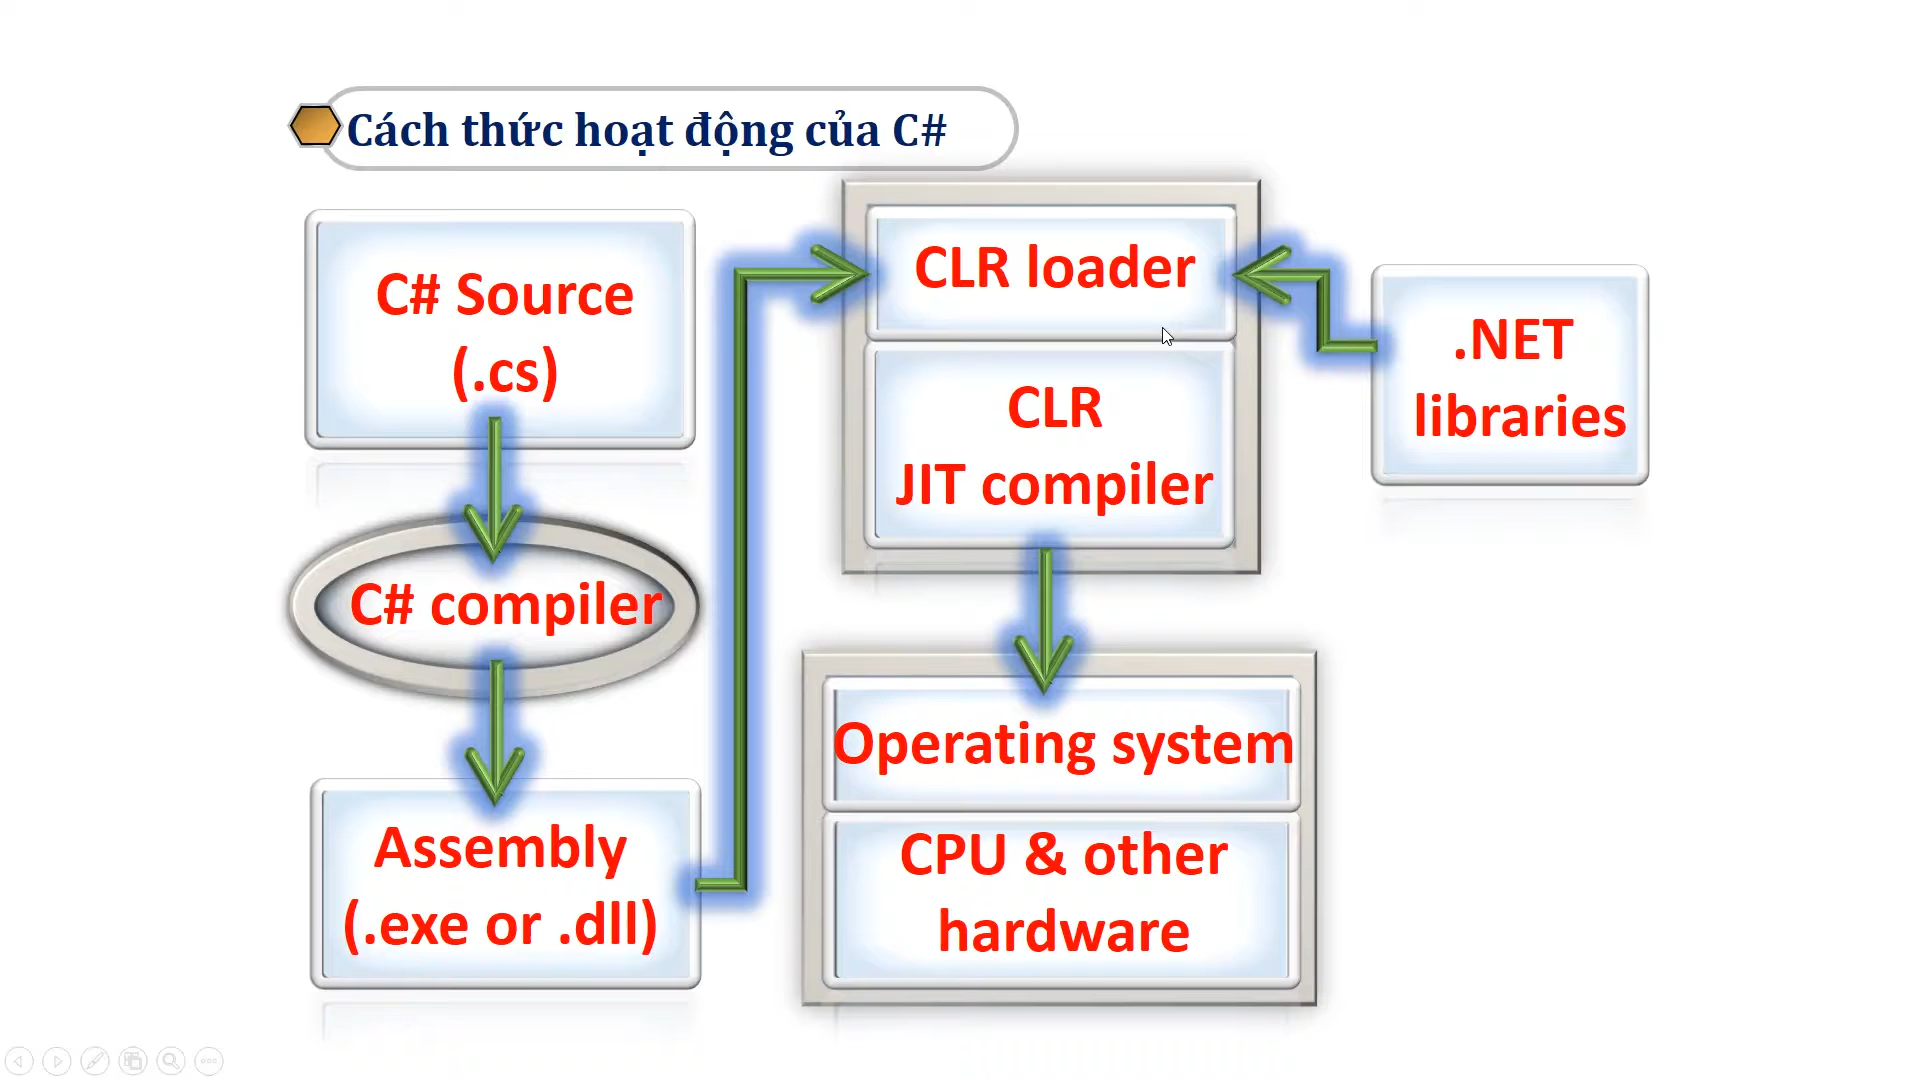 Cách thức hoạt động của C#
C# Source
(.cs)
C# compiler
Assembly
(.exe or .dll)
CLR loader
CLR
JIT compiler
.NET
libraries
Operating system
CPU & other
hardware